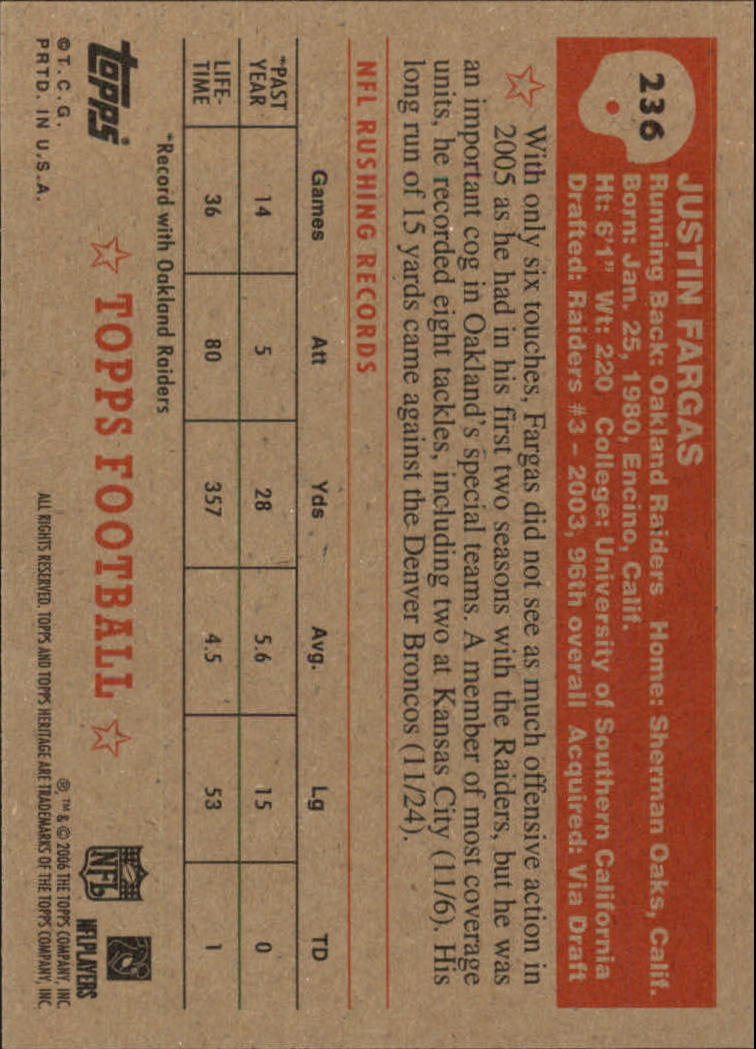 236
JUSTIN FARGAS
Running Back: Oakland Raiders Home: Sherman Oaks, Calif.
Born: Jan. 25, 1980, Encino, Calif.
Ht: 6'1" Wt: 220 College: University of Southern California
Drafted: Raiders #3 - 2003, 96th overall Acquired: Via Draft
With only six touches, Fargas did not see as much offensive action in
2005 as he had in his first two seasons with the Raiders, but he was
an important cog in Oakland's special teams. A member of most coverage
units, he recorded eight tackles, including two at Kansas City (11/6). His
long run of 15 yards came against the Denver Broncos (11/24).
NFL RUSHING RECORDS
Games Att Yds Avg. Lg TD
*PAST YEAR 14 5 28 5.6 15 0
LIFE-TIME 36 80 357 4.5 53 1
*Record with Oakland Raiders
topps
© T. C. G.
PRTD. IN U.S.A.
TOPPS FOOTBALL
NFL
NFLPLAYERS
®, ™ & © 2006 THE TOPPS COMPANY, INC.
ALL RIGHTS RESERVED. TOPPS AND TOPPS HERITAGE ARE TRADEMARKS OF THE TOPPS COMPANY, INC.